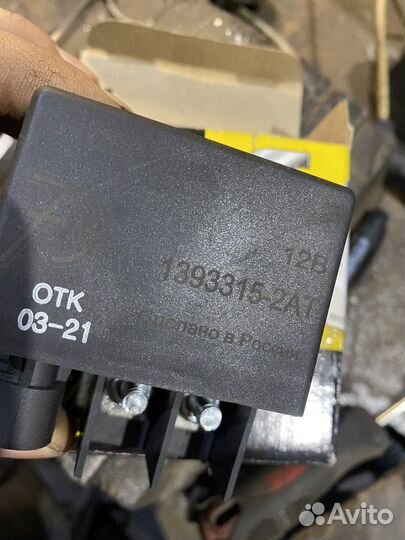 12В
1393315-2АТ
Сделано в России
ОТК
03-21
Avito